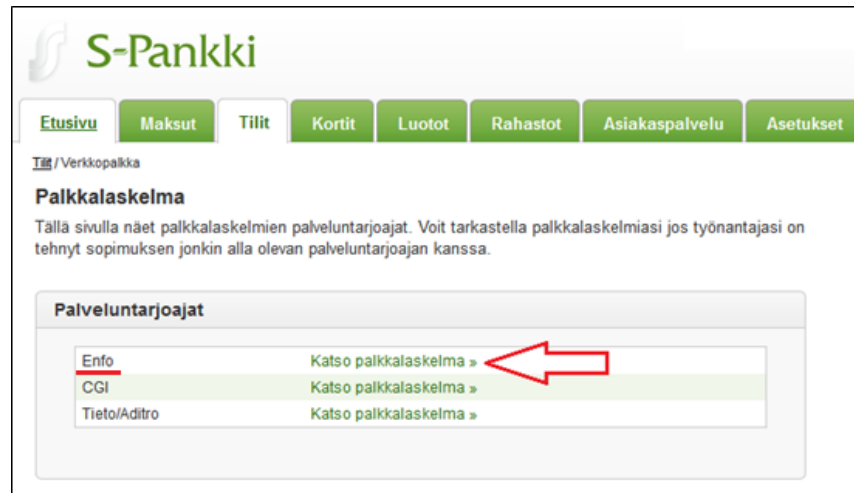 S-Pankki
Etusivu Maksut Tilit Kortit Luotot Rahastot Asiakaspalvelu Asetukset
Tilit / Verkkopalkka
Palkkalaskelma
Tällä sivulla näet palkkalaskelmien palveluntarjoajat. Voit tarkastella palkkalaskelmiasi jos työnantajasi on
tehnyt sopimuksen jonkin alla olevan palveluntarjoajan kanssa.
Palveluntarjoajat
Enfo Katso palkkalaskelma »
CGI Katso palkkalaskelma »
Tieto/Aditro Katso palkkalaskelma »